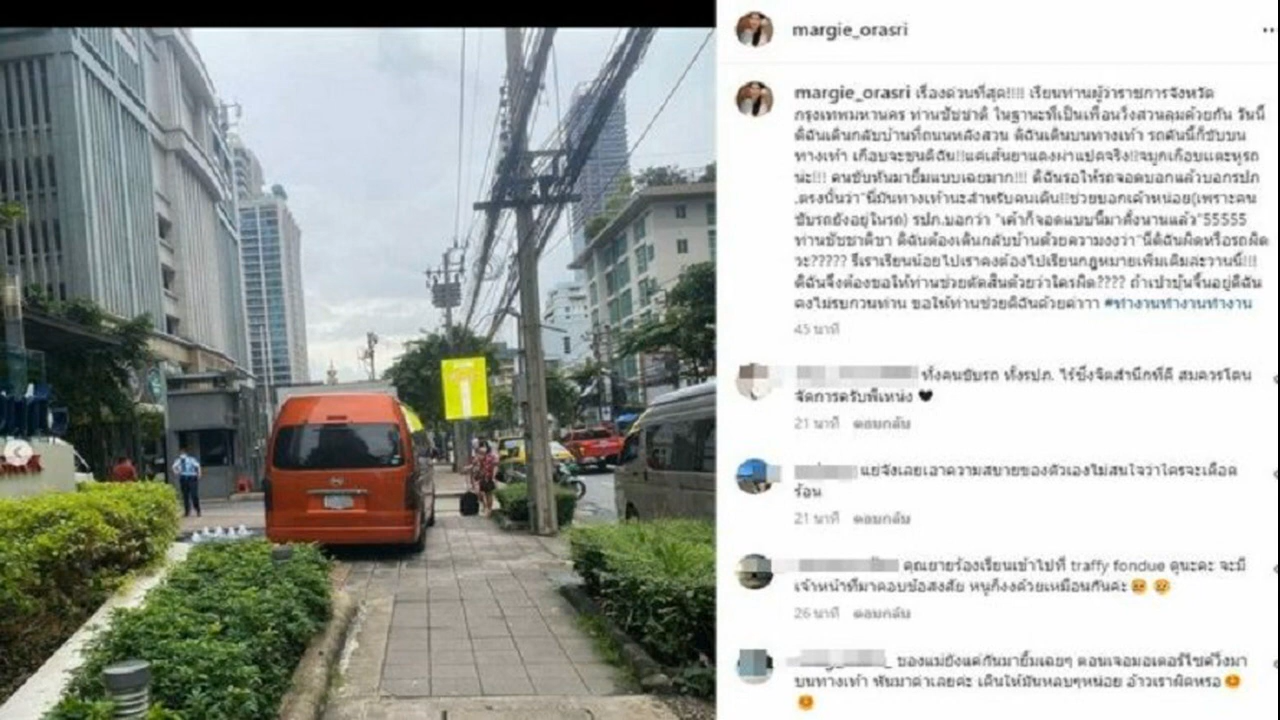 margie_orasri
margie_orasri เรื่องด่วนที่สุด!!!! เรียนท่านผู้ว่าราชการจังหวัด
กรุงเทพมหานคร ท่านชัชชาติ ในฐานะที่เป็นเพื่อนวิ่งสวนลุมด้วยกัน วันนี้
ดิฉันเดินกลับบ้านที่ถนนหลังสวน ดิฉันเดินบนทางเท้า รถคันนี้ก็ขับบน
ทางเท้า เกือบจะชนดิฉัน!!แค่เส้นยาแดงผ่าแปดจริง!!จมูกเกือบแตะหูรถ
น่ะ!!! คนขับหันมายิ้มแบบเฉยมาก!!! ดิฉันรอให้รถจอดบอกแล้วบอกรปภ
.ตรงนั้นว่า"นี่มันทางเท้านะสำหรับคนเดิน!!ช่วยบอกเค้าหน่อย(เพราะคน
ขับรถยังอยู่ในรถ) รปภ.บอกว่า "เค้าก็จอดแบบนี้มาตั้งนานแล้ว"55555
ท่านชัชชาติขา ดิฉันต้องเดินกลับบ้านด้วยความงงว่า"นี่ดิฉันผิดหรือรถผิด
วะ????? รึเราเรียนน้อยไปเราคงต้องไปเรียนกฎหมายเพิ่มเติมละวานนี้!!!
ดิฉันจึงต้องขอให้ท่านช่วยตัดสินด้วยว่าใครผิด???? ถ้าเปาบุ้นจิ้นอยู่ดิฉัน
คงไม่รบกวนท่าน ขอให้ท่านช่วยดิฉันด้วยค่าาา #ทำงานทำงานทำงาน
45 นาที
ทั้งคนขับรถ ทั้งรปภ. ไร้ซึ่งจิตสำนึกที่ดี สมควรโดน
จัดการครับพี่เหน่ง 🖤
21 นาที ตอบกลับ
แย่จังเลยเอาความสบายของตัวเองไม่สนใจว่าใครจะเดือด
ร้อน
21 นาที ตอบกลับ
คุณยายร้องเรียนเข้าไปที่ traffy fondue ดูนะคะ จะมี
เจ้าหน้าที่มาตอบข้อสงสัย หนูก็งงด้วยเหมือนกันค่ะ
26 นาที ตอบกลับ
ของแม่ยังแค่หันมายิ้มเฉยๆ ตอนเจอมอเตอร์ไซค์วิ่งมา
บนทางเท้า หันมาด่าเลยค่ะ เดินให้มันหลบๆหน่อย อ้าวเราผิดหรอ